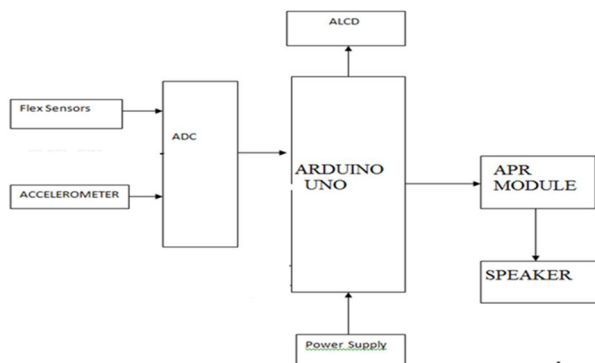 ALCD
Flex Sensors
ADC
ACCELEROMETER
ARDUINO
UNO
APR
MODULE
SPEAKER
Power Supply